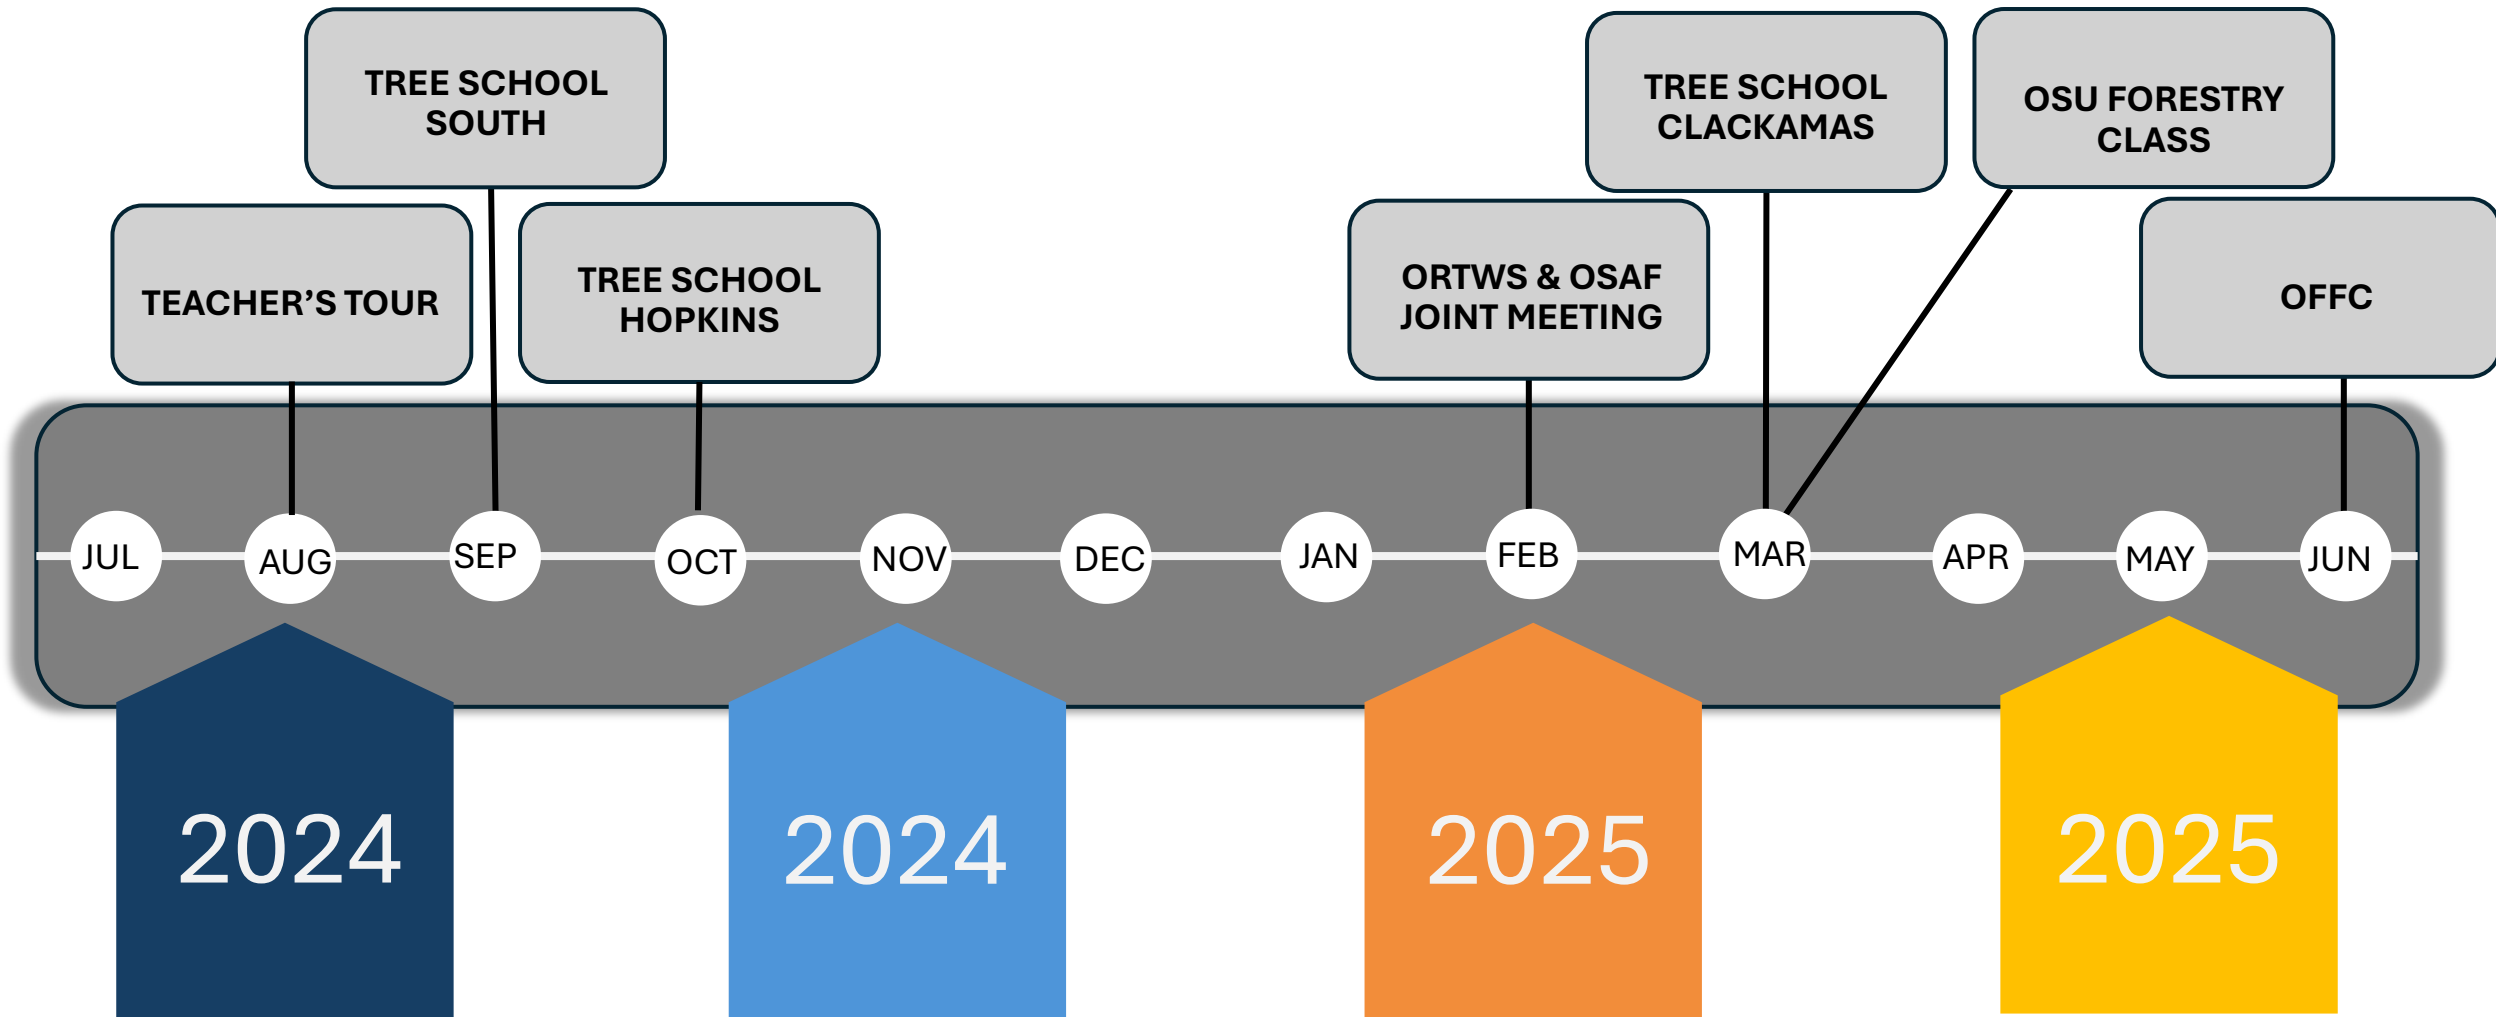 TREE SCHOOL
SOUTH
TREE SCHOOL
CLACKAMAS
OSU FORESTRY
CLASS
TEACHER’S TOUR
TREE SCHOOL
HOPKINS
ORTWS & OSAF
JOINT MEETING
OFFC
JUL
AUG
SEP
OCT
NOV
DEC
JAN
FEB
MAR
APR
MAY
JUN
2024
2024
2025
2025